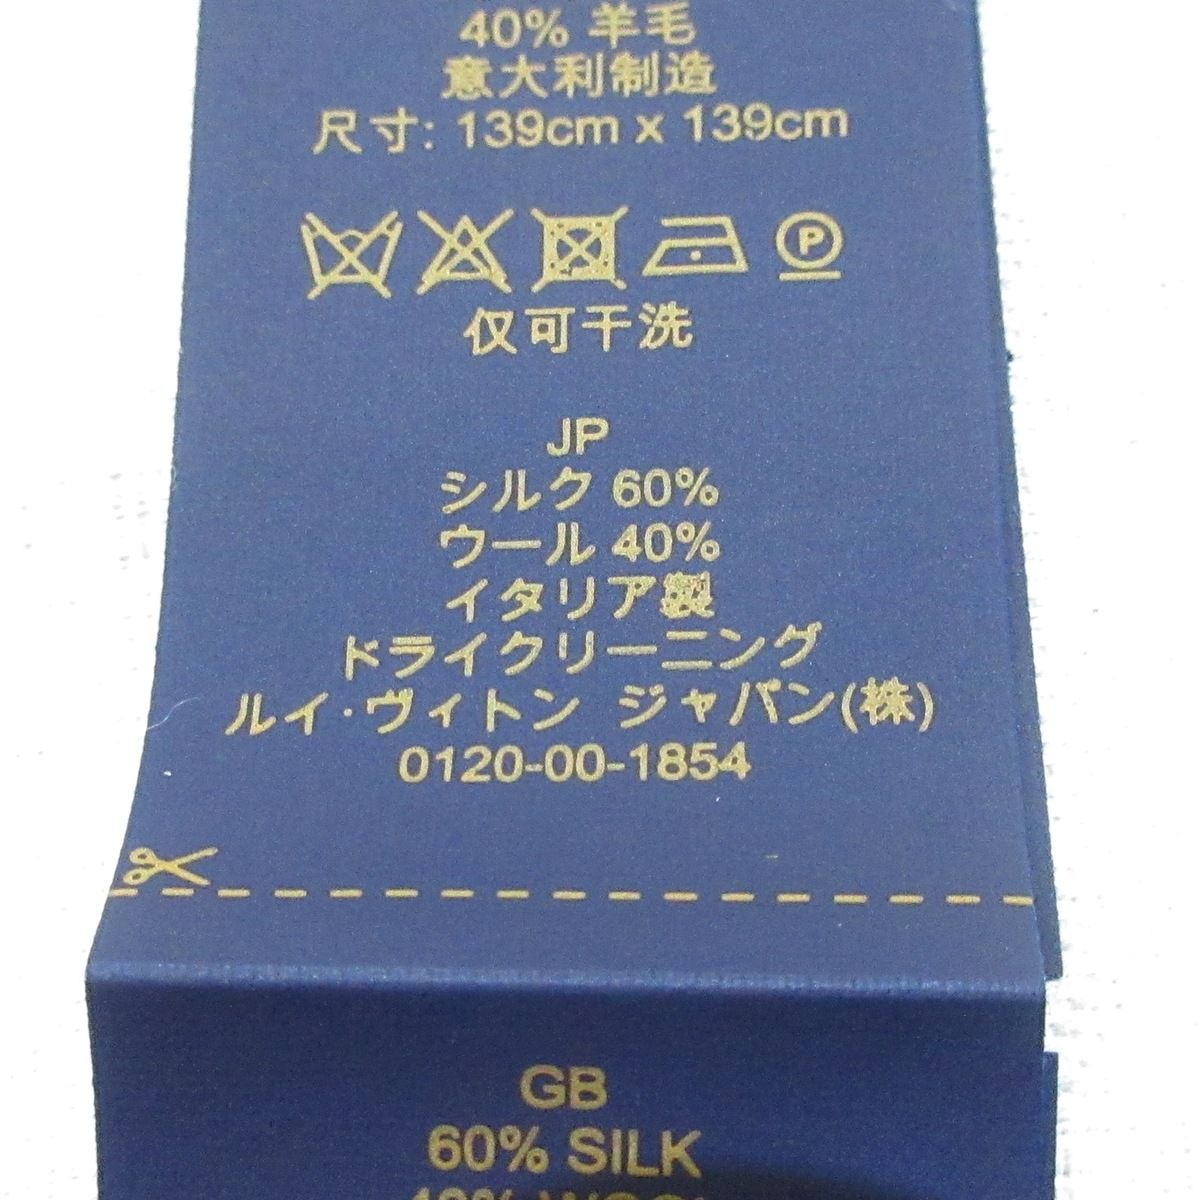 40% 羊毛
意大利制造
尺寸: 139cm x 139cm
P
仅可干洗
JP
シルク 60%
ウール 40%
イタリア製
ドライクリーニング
ルイ・ヴィトン ジャパン(株)
0120-00-1854
GB
60% SILK
40% WOOL